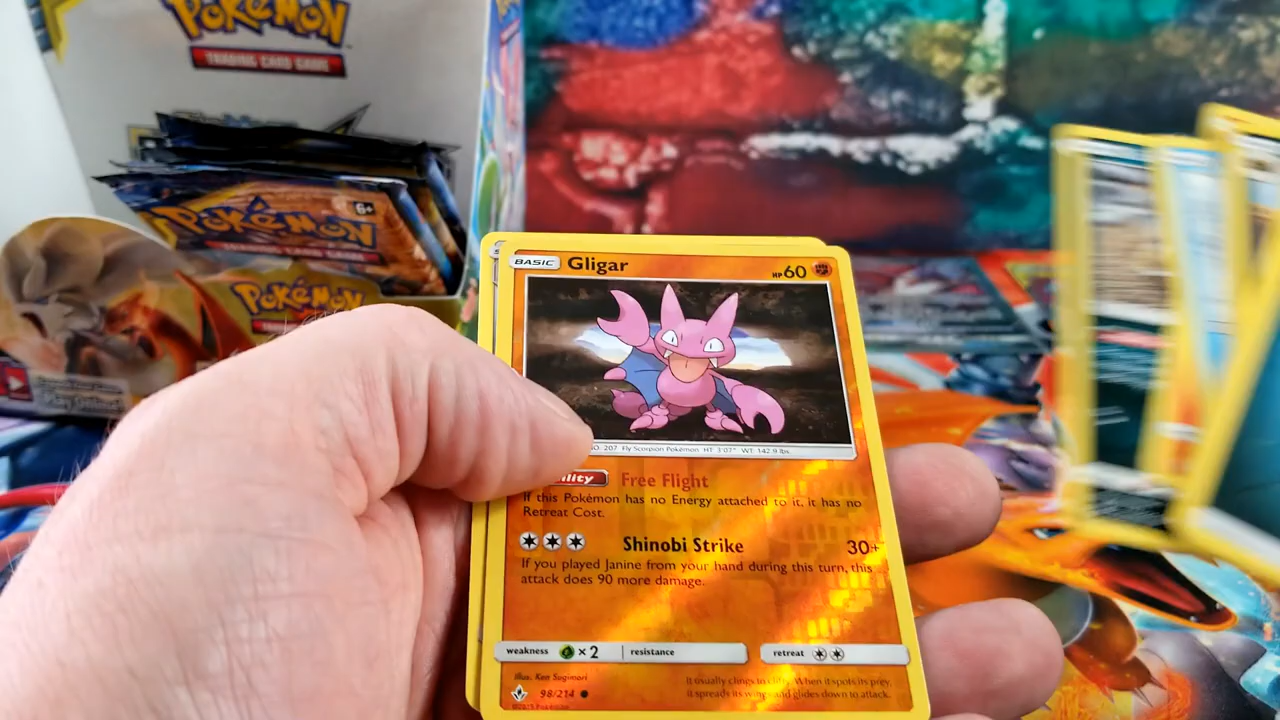 POKÉMON
TRADING CARD GAME
POKÉMON
6+
TRADING CARD GAME
POKÉMON
BASIC Gligar HP60
NO. 207 Fly Scorpion Pokémon HT: 3'07" WT: 142.9 lbs.
Free Flight
If this Pokémon has no Energy attached to it, it has no
Retreat Cost.
Shinobi Strike 30+
If you played Janine from your hand during this turn, this
attack does 90 more damage.
weakness ×2 resistance retreat
Illus. Ken Sugimori
98/214
It usually clings to cliffs. When it spots its prey,
it spreads its wings and glides down to attack.